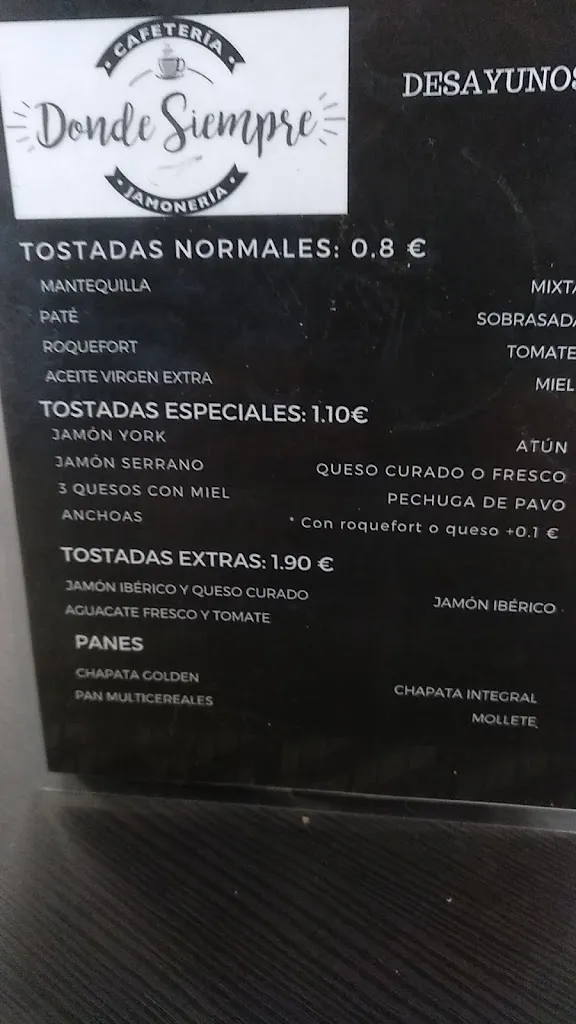 CAFETERÍA
Donde Siempre
JAMONERÍA
DESAYUNOS
TOSTADAS NORMALES: 0.8 €
MANTEQUILLA
MIXTA
PATÉ
SOBRASADA
ROQUEFORT
TOMATE
ACEITE VIRGEN EXTRA
MIEL
TOSTADAS ESPECIALES: 1.10€
JAMÓN YORK
ATÚN
JAMÓN SERRANO
QUESO CURADO O FRESCO
3 QUESOS CON MIEL
PECHUGA DE PAVO
ANCHOAS
* Con roquefort o queso +0.1 €
TOSTADAS EXTRAS: 1.90 €
JAMÓN IBÉRICO Y QUESO CURADO
JAMÓN IBÉRICO
AGUACATE FRESCO Y TOMATE
PANES
CHAPATA GOLDEN
CHAPATA INTEGRAL
PAN MULTICEREALES
MOLLETE